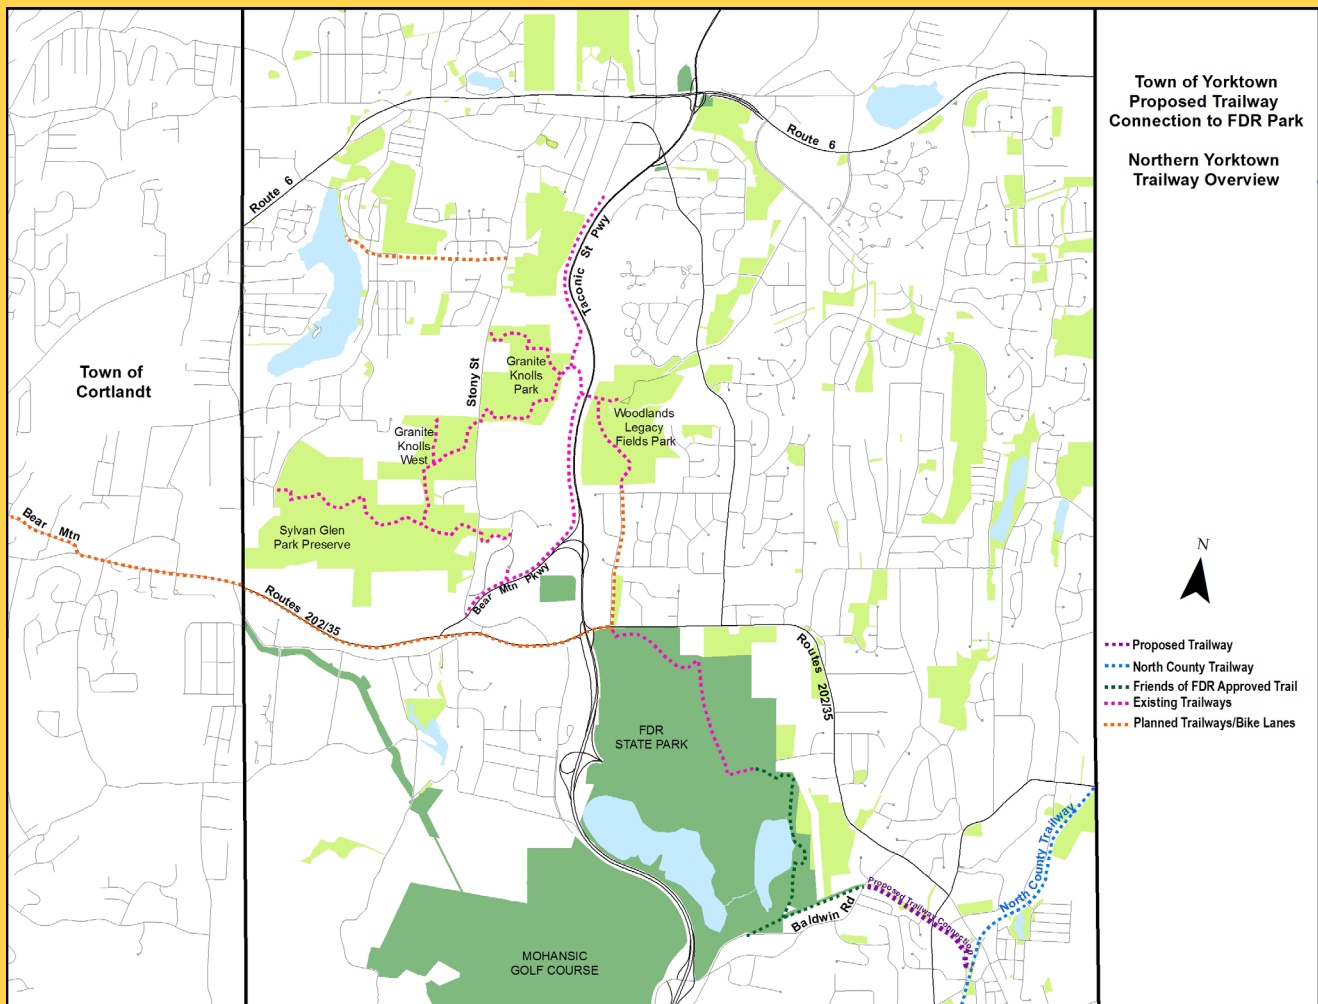 Town of Yorktown
Proposed Trailway
Connection to FDR Park
Northern Yorktown
Trailway Overview
Route 6
Route 6
Taconic St Pwy
Town of
Cortlandt
Stony St
Granite
Knolls
Park
Woodlands
Legacy
Fields Park
Granite
Knolls
West
Bear Mtn
Sylvan Glen
Park Preserve
N
Bear Mtn Pkwy
Routes 202/35
Routes 202/35
Proposed Trailway
North County Trailway
Friends of FDR Approved Trail
Existing Trailways
Planned Trailways/Bike Lanes
FDR
STATE PARK
North County Trailway
Proposed Trailway Connection
Baldwin Rd
MOHANSIC
GOLF COURSE